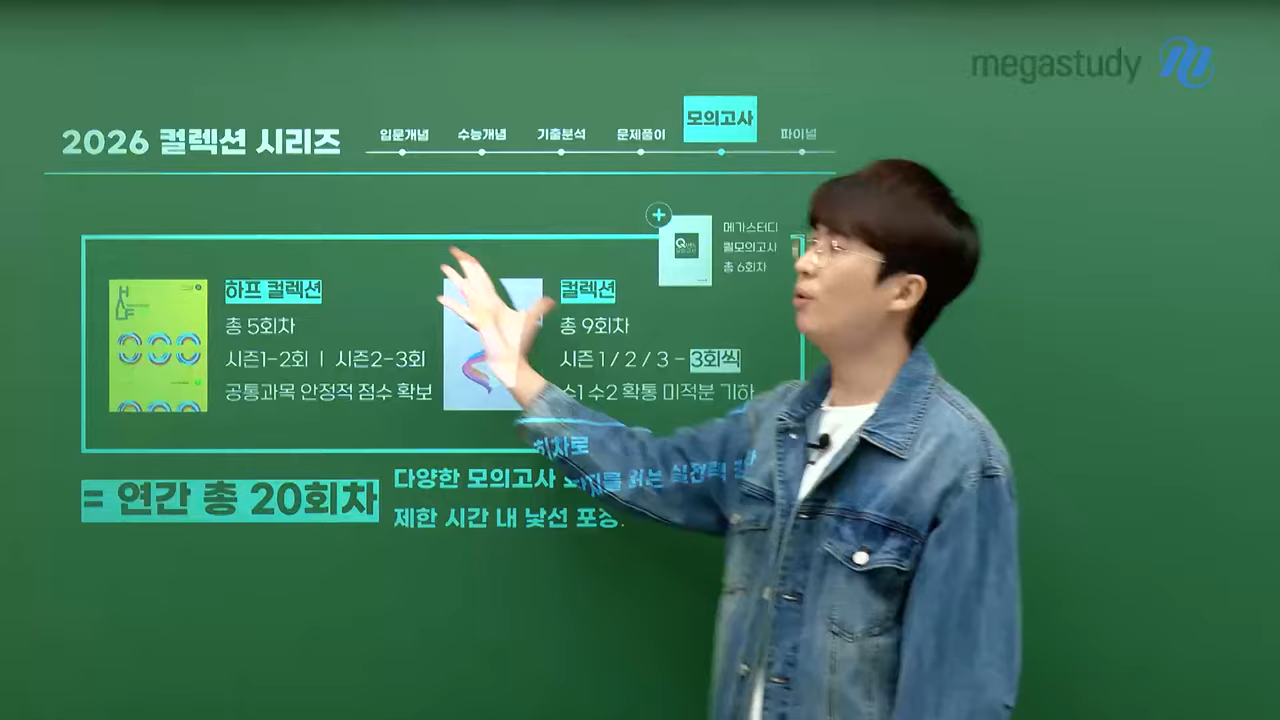 megastudy
2026 컬렉션 시리즈
입문개념
수능개념
기출분석
문제풀이
모의고사
파이널
메가스터디
퀄모의고사
총 6회차
HALF
하프 컬렉션
총 5회차
시즌1-2회 | 시즌2-3회
공통과목 안정적 점수 확보
컬렉션
총 9회차
시즌 1 / 2 / 3 - 3회씩
수1 수2 확통 미적분 기하
= 연간 총 20회차
다양한 모의고사
제한 시간 내 낯선